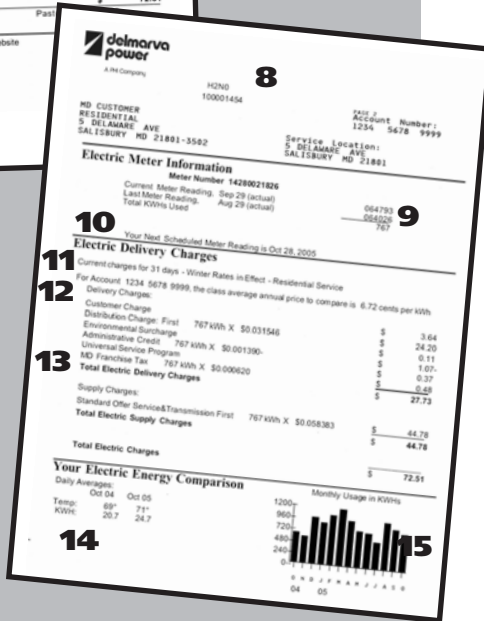 Past
bsite
delmarva
power
A PHI Company
8
H2N0
100001454
PAGE 2
Account Number:
1234 5678 9999
MD CUSTOMER
RESIDENTIAL
5 DELAWARE AVE
SALISBURY MD 21801-3502
Service Location:
5 DELAWARE AVE
SALISBURY MD 21801
Electric Meter Information
Meter Number 14280021826
Current Meter Reading, Sep 29 (actual) 064793
Last Meter Reading, Aug 29 (actual) 064026
Total KWHs Used 767
9
10
Your Next Scheduled Meter Reading is Oct 28, 2005
Electric Delivery Charges
11
Current charges for 31 days - Winter Rates in Effect - Residential Service
12
For Account 1234 5678 9999, the class average annual price to compare is 6.72 cents per kWh
Delivery Charges:
Customer Charge $ 3.64
Distribution Charge: First 767 kWh X $0.031546 $ 24.20
Environmental Surcharge $ 0.11
Administrative Credit 767 kWh X $0.001390- $ 1.07-
Universal Service Program $ 0.37
13
MD Franchise Tax 767 kWh X $0.000620 $ 0.48
Total Electric Delivery Charges $ 27.73
Supply Charges:
Standard Offer Service&Transmission First 767 kWh X $0.058383 $ 44.78
Total Electric Supply Charges $ 44.78
Total Electric Charges $ 72.51
Your Electric Energy Comparison
Daily Averages:
Oct 04 Oct 05
Temp: 69° 71°
KWH: 20.7 24.7
14
Monthly Usage in KWHs
1200
960
720
480
240
0
15
O N D J F M A M J J A S O
04 05